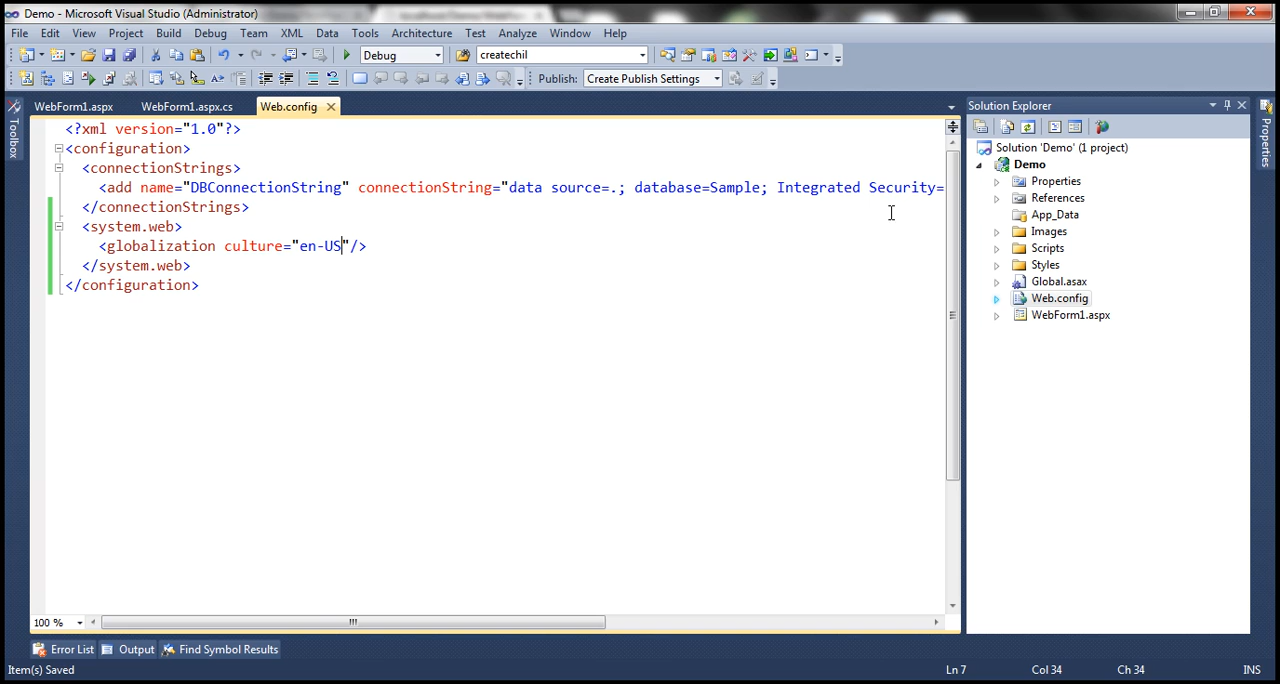 Demo - Microsoft Visual Studio (Administrator)
File Edit View Project Build Debug Team XML Data Tools Architecture Test Analyze Window Help
Debug createchil
Publish: Create Publish Settings
WebForm1.aspx WebForm1.aspx.cs Web.config
Toolbox
<?xml version="1.0"?>
<configuration>
<connectionStrings>
<add name="DBConnectionString" connectionString="data source=.; database=Sample; Integrated Security=
</connectionStrings>
<system.web>
<globalization culture="en-US"/>
</system.web>
</configuration>
100 %
Solution Explorer
Solution 'Demo' (1 project)
Demo
Properties
References
App_Data
Images
Scripts
Styles
Global.asax
Web.config
WebForm1.aspx
Properties
Error List Output Find Symbol Results
Item(s) Saved Ln 7 Col 34 Ch 34 INS